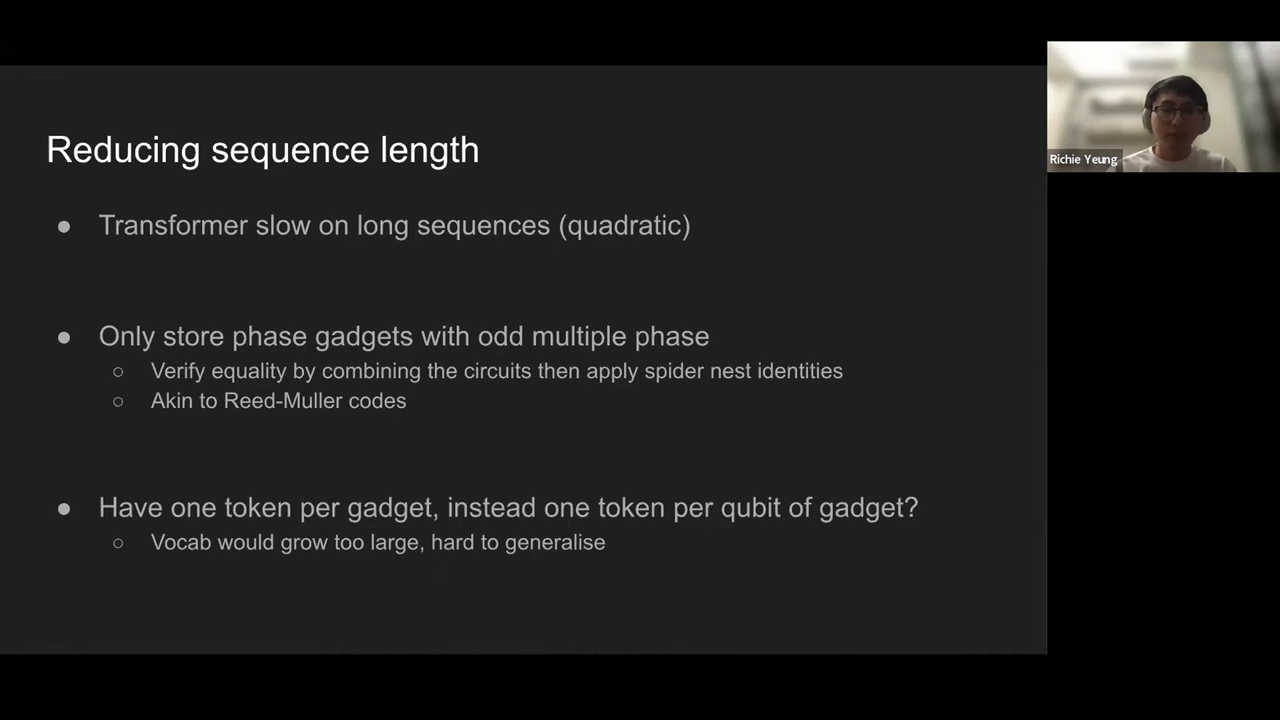 Reducing sequence length
● Transformer slow on long sequences (quadratic)
● Only store phase gadgets with odd multiple phase
○ Verify equality by combining the circuits then apply spider nest identities
○ Akin to Reed-Muller codes
● Have one token per gadget, instead one token per qubit of gadget?
○ Vocab would grow too large, hard to generalise
Richie Yeung